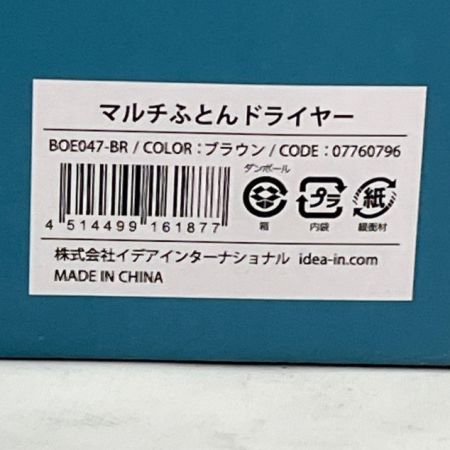 マルチふとんドライヤー
BOE047-BR / COLOR：ブラウン / CODE：07760796
ダンボール
プラ 紙
箱 内袋 緩衝材
4 514499 161877
株式会社イデアインターナショナル idea-in.com
MADE IN CHINA